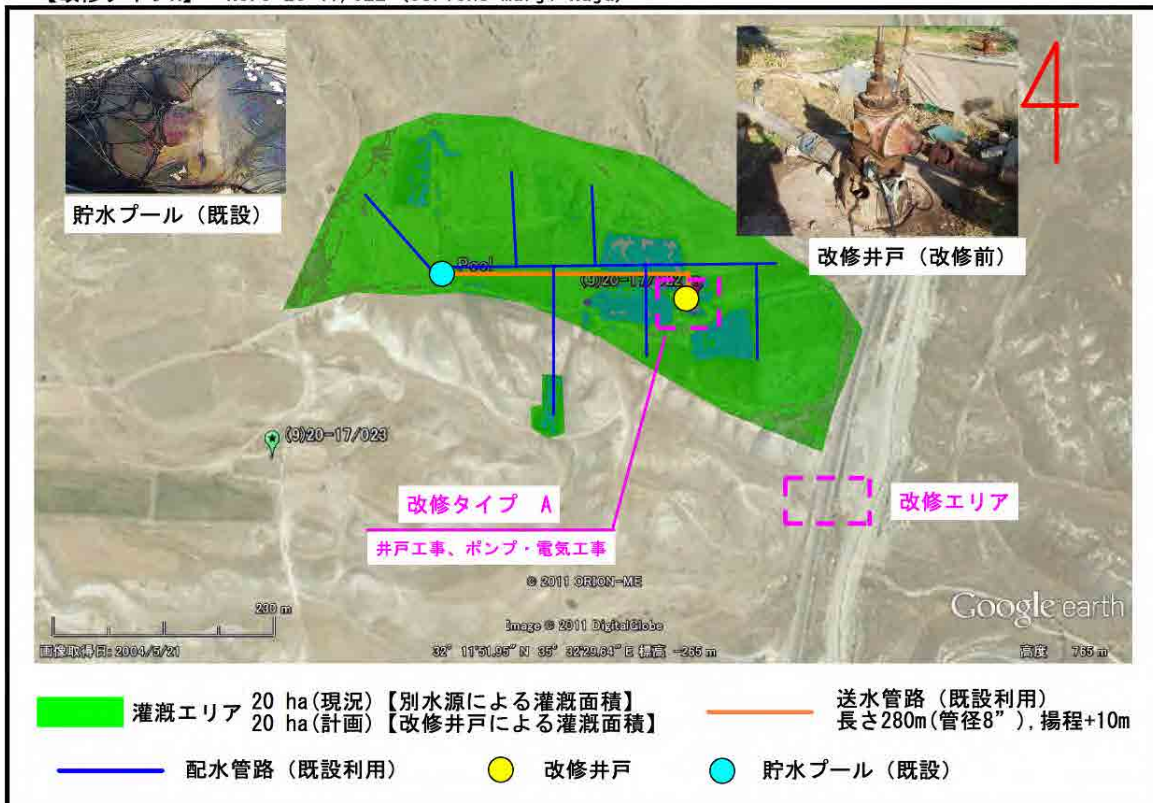 貯水プール（既設）
改修井戸（改修前）
4
Pool
(9)20-17/022
(9)20-17/023
改修タイプ A
井戸工事、ポンプ・電気工事
改修エリア
© 2011 ORION-ME
Image © 2011 DigitalGlobe
Google earth
230 m
画像取得日: 2004/5/21
32° 11'51.95" N 35° 32'29.64" E 標高 -265 m
高度 765 m
灌漑エリア
20 ha(現況)【別水源による灌漑面積】
20 ha(計画)【改修井戸による灌漑面積】
送水管路（既設利用）
長さ280m(管径8”), 揚程+10m
配水管路（既設利用）
改修井戸
貯水プール（既設）